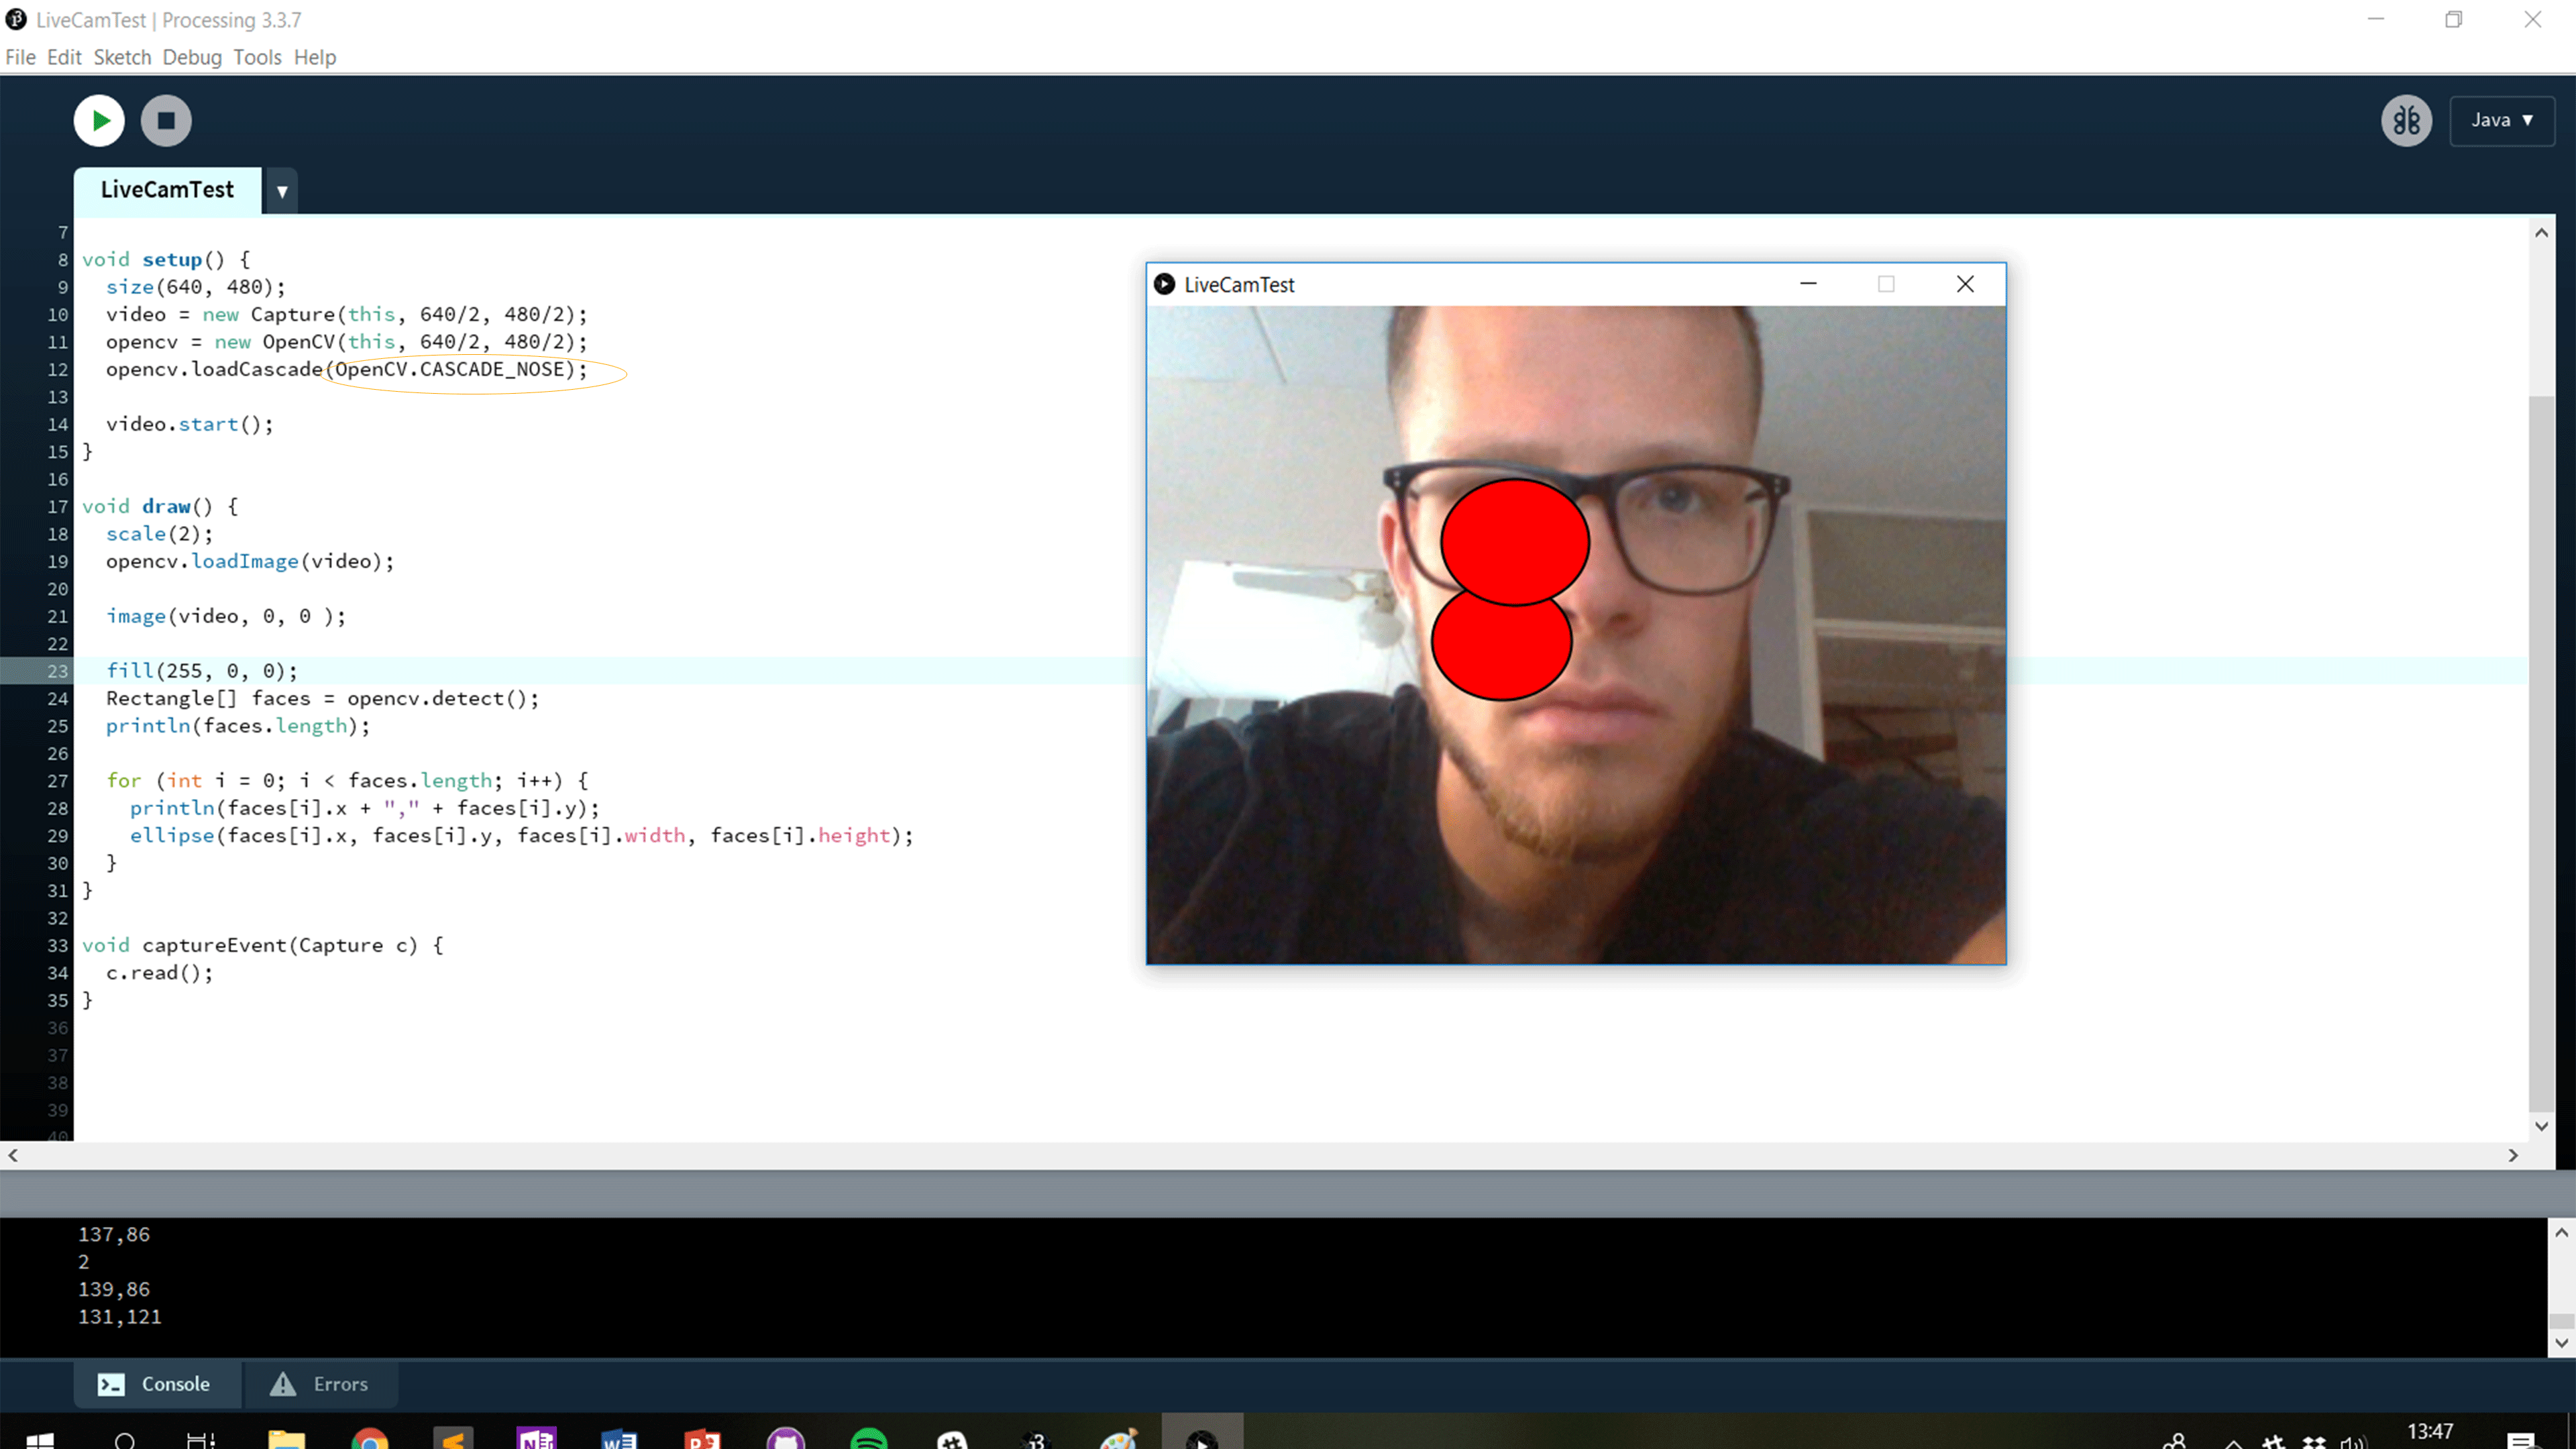 LiveCamTest | Processing 3.3.7
File Edit Sketch Debug Tools Help
Java ▼
LiveCamTest ▼
7
8 void setup() {
9 size(640, 480);
10 video = new Capture(this, 640/2, 480/2);
11 opencv = new OpenCV(this, 640/2, 480/2);
12 opencv.loadCascade(OpenCV.CASCADE_NOSE);
13
14 video.start();
15 }
16
17 void draw() {
18 scale(2);
19 opencv.loadImage(video);
20
21 image(video, 0, 0 );
22
23 fill(255, 0, 0);
24 Rectangle[] faces = opencv.detect();
25 println(faces.length);
26
27 for (int i = 0; i < faces.length; i++) {
28 println(faces[i].x + "," + faces[i].y);
29 ellipse(faces[i].x, faces[i].y, faces[i].width, faces[i].height);
30 }
31 }
32
33 void captureEvent(Capture c) {
34 c.read();
35 }
36
37
38
39
40
LiveCamTest
137,86
2
139,86
131,121
Console
Errors
13:47